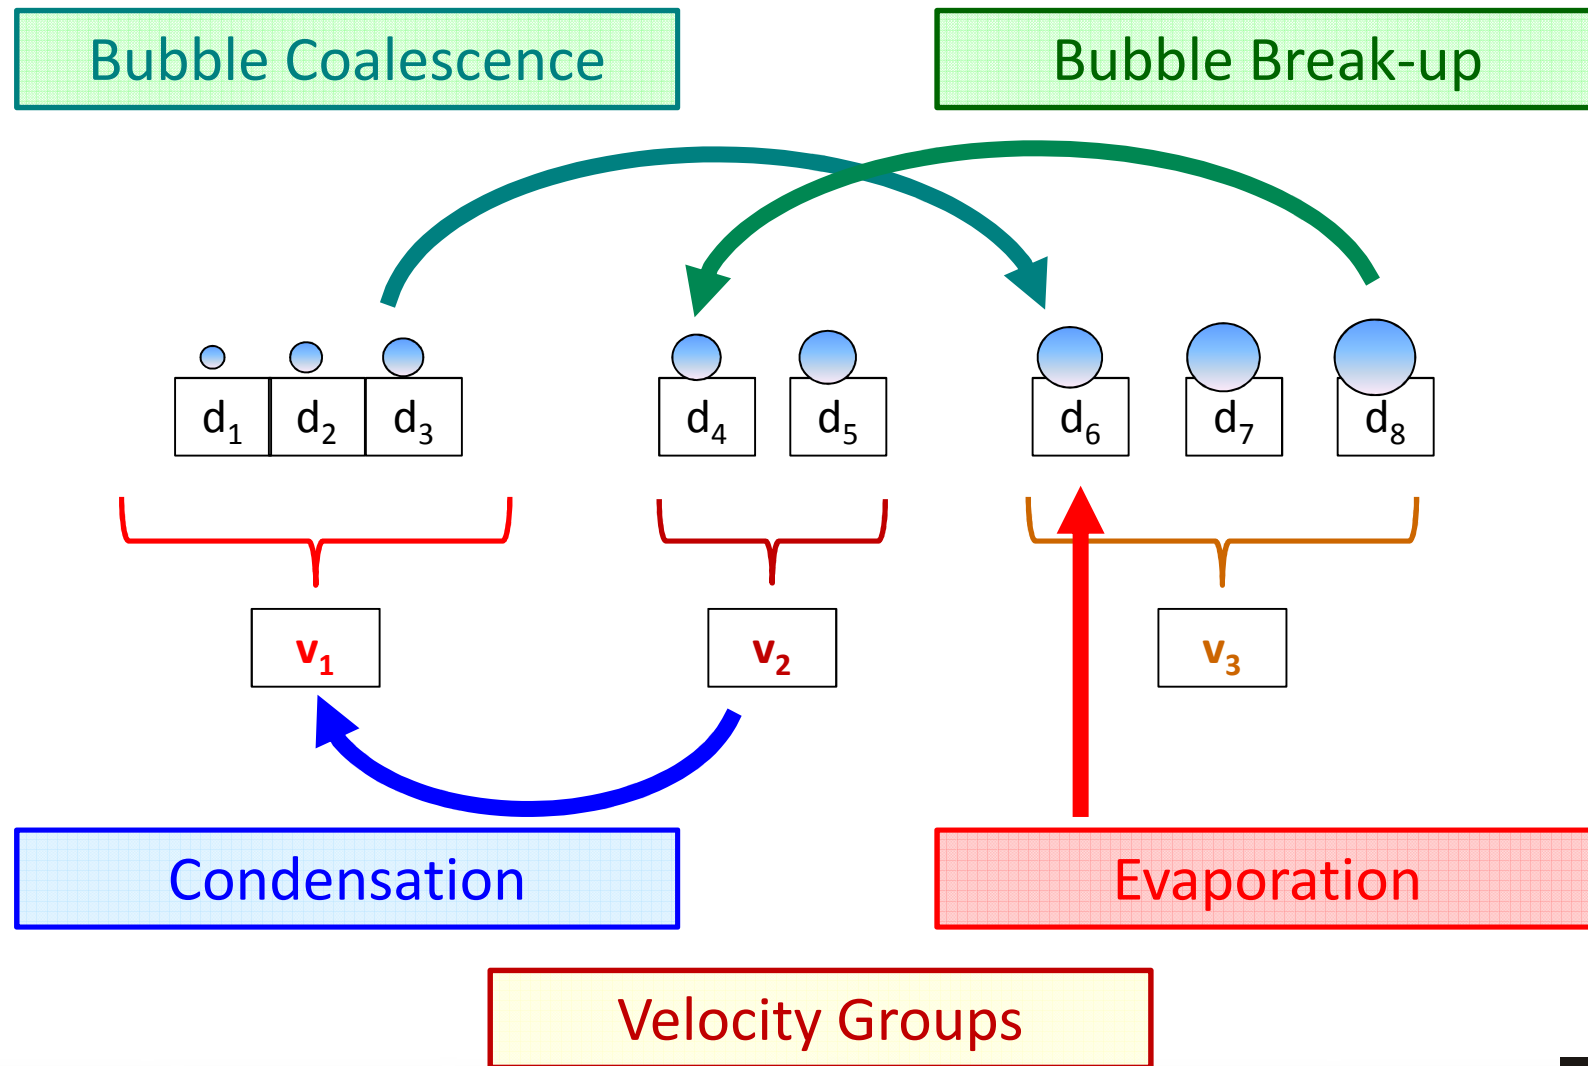 Bubble Coalescence
Bubble Break-up
d₁ d₂ d₃ d₄ d₅ d₆ d₇ d₈
v₁ v₂ v₃
Condensation
Evaporation
Velocity Groups